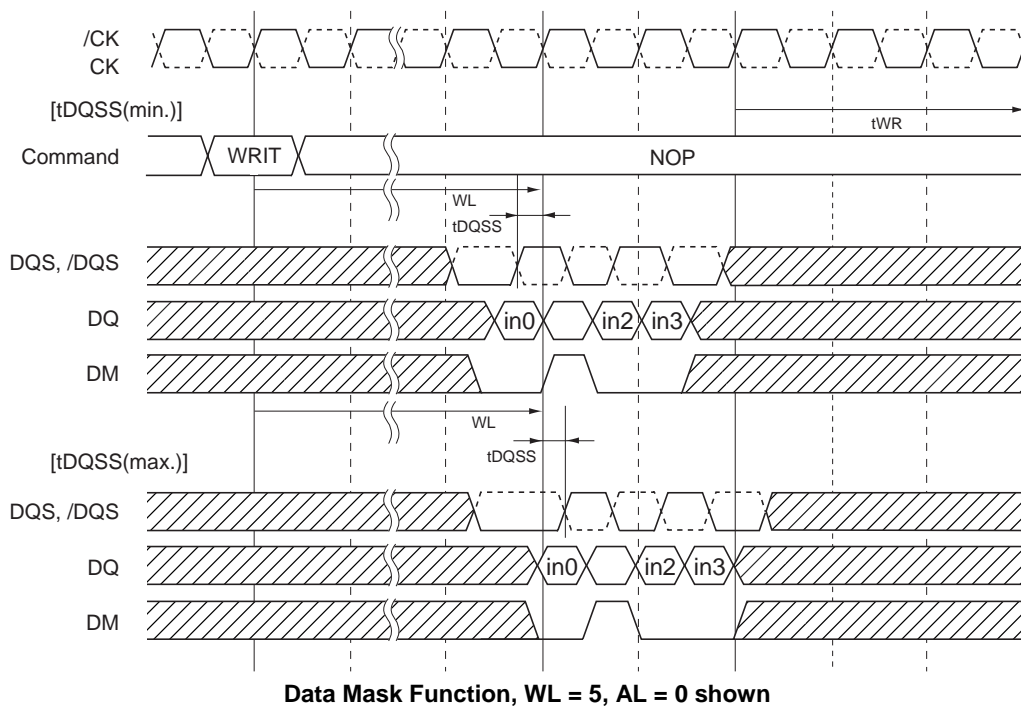 /CK
CK
[tDQSS(min.)]
tWR
Command
WRIT
NOP
WL
tDQSS
DQS, /DQS
DQ
in0
in2
in3
DM
WL
tDQSS
[tDQSS(max.)]
DQS, /DQS
DQ
in0
in2
in3
DM
Data Mask Function, WL = 5, AL = 0 shown